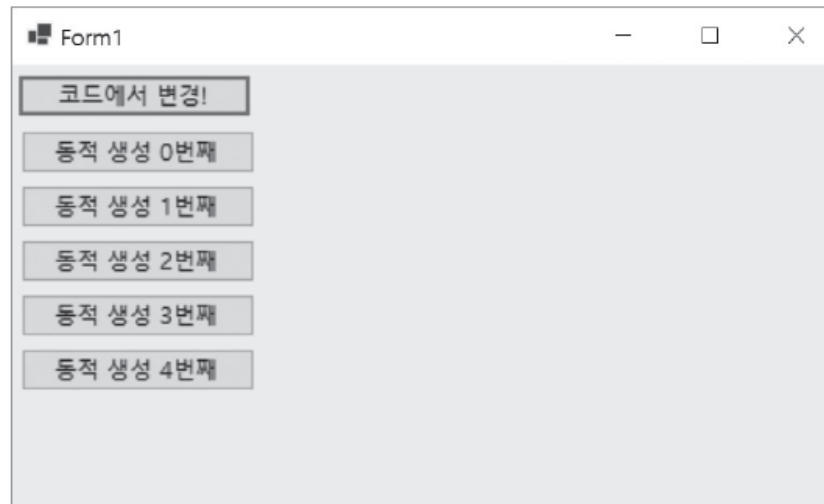 Form1
코드에서 변경!
동적 생성 0번째
동적 생성 1번째
동적 생성 2번째
동적 생성 3번째
동적 생성 4번째